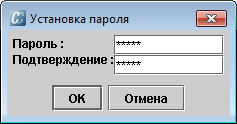 Установка пароля
Пароль : *****
Подтверждение : *****
OK Отмена